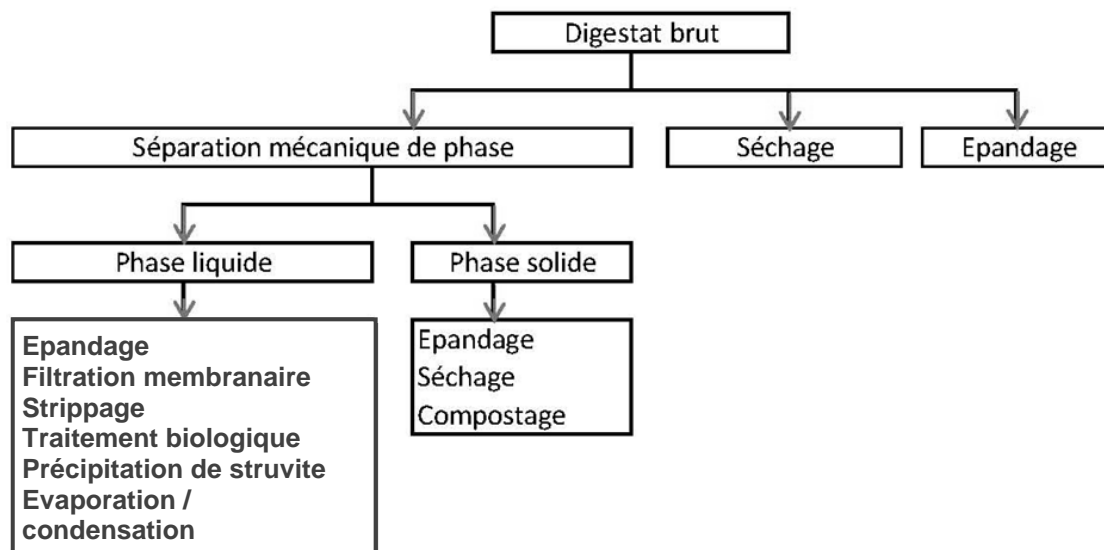 Digestat brut
Séparation mécanique de phase
Séchage
Epandage
Phase liquide
Phase solide
Epandage
Filtration membranaire
Strippage
Traitement biologique
Précipitation de struvite
Evaporation /
condensation
Epandage
Séchage
Compostage